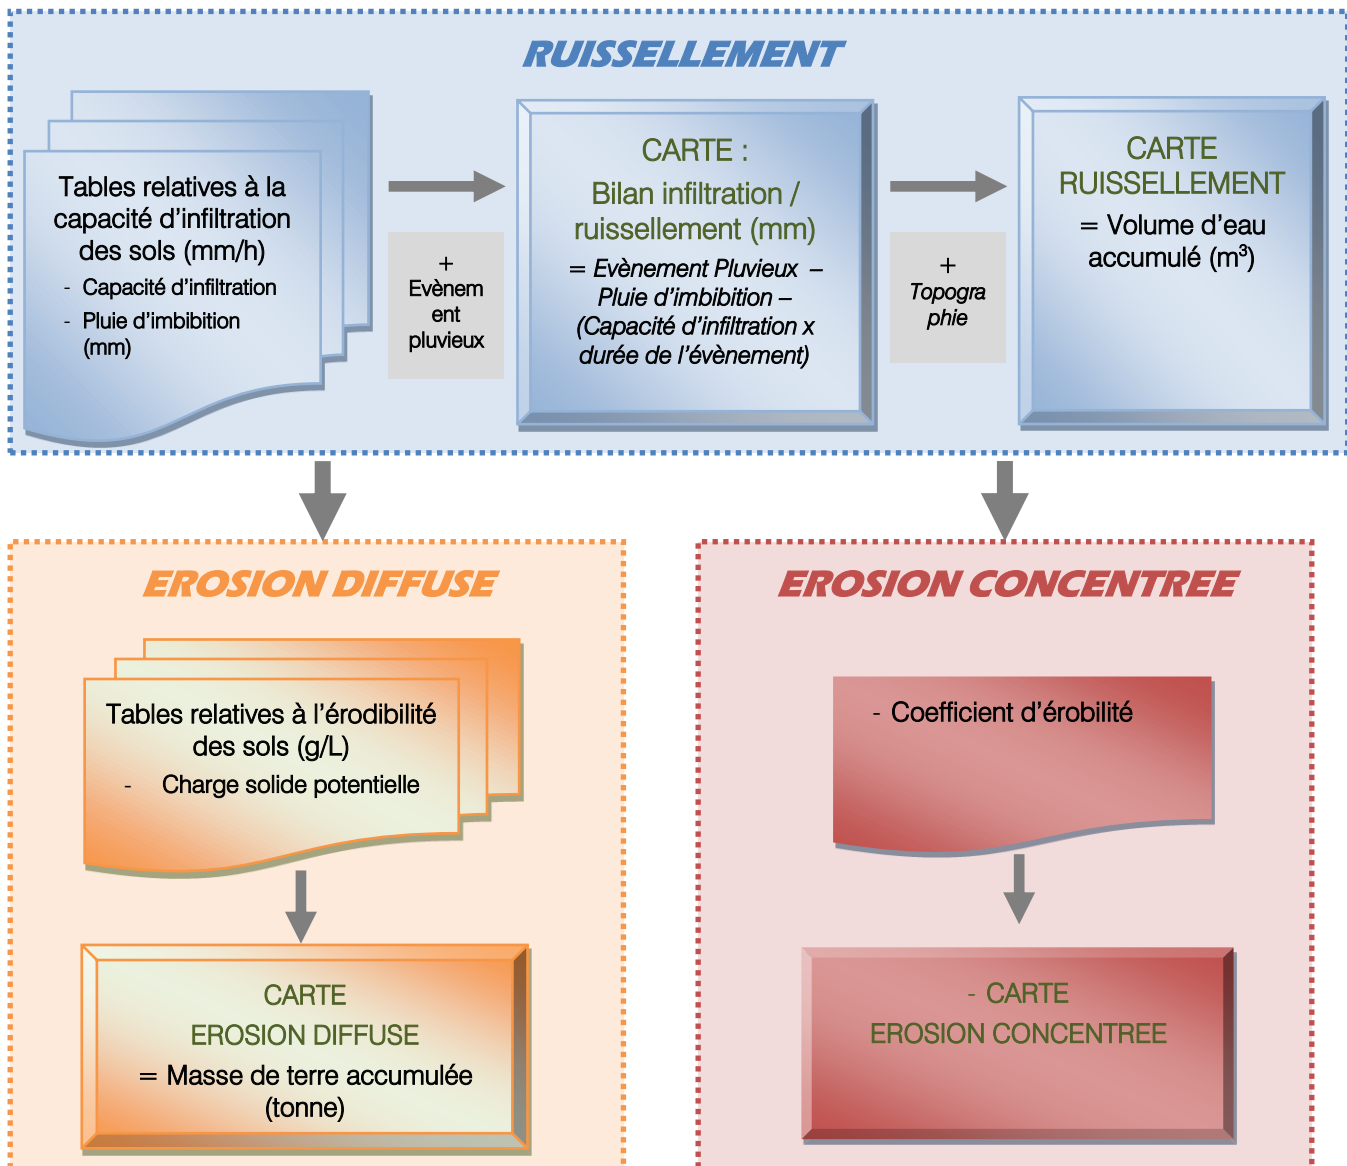 RUISSELLEMENT
Tables relatives à la
capacité d'infiltration
des sols (mm/h)
- Capacité d'infiltration
- Pluie d'imbibition
(mm)
+
Evènem
ent
pluvieux
CARTE :
Bilan infiltration /
ruissellement (mm)
= Evènement Pluvieux –
Pluie d'imbibition –
(Capacité d'infiltration x
durée de l'évènement)
+
Topogra
phie
CARTE
RUISSELLEMENT
= Volume d'eau
accumulé (m³)
EROSION DIFFUSE
Tables relatives à l'érodibilité
des sols (g/L)
- Charge solide potentielle
CARTE
EROSION DIFFUSE
= Masse de terre accumulée
(tonne)
EROSION CONCENTREE
- Coefficient d'érobilité
- CARTE
EROSION CONCENTREE